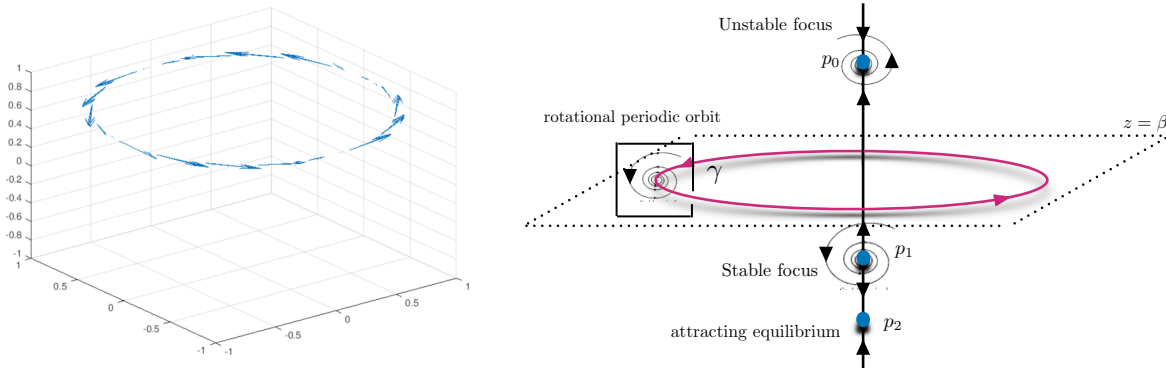 1
0.8
0.6
0.4
0.2
0
-0.2
-0.4
-0.6
-0.8
-1
1
0.5
0
-0.5
-1
-1
-0.5
0
0.5
1
Unstable focus
p₀
rotational periodic orbit
z = β
γ
p₁
Stable focus
attracting equilibrium
p₂